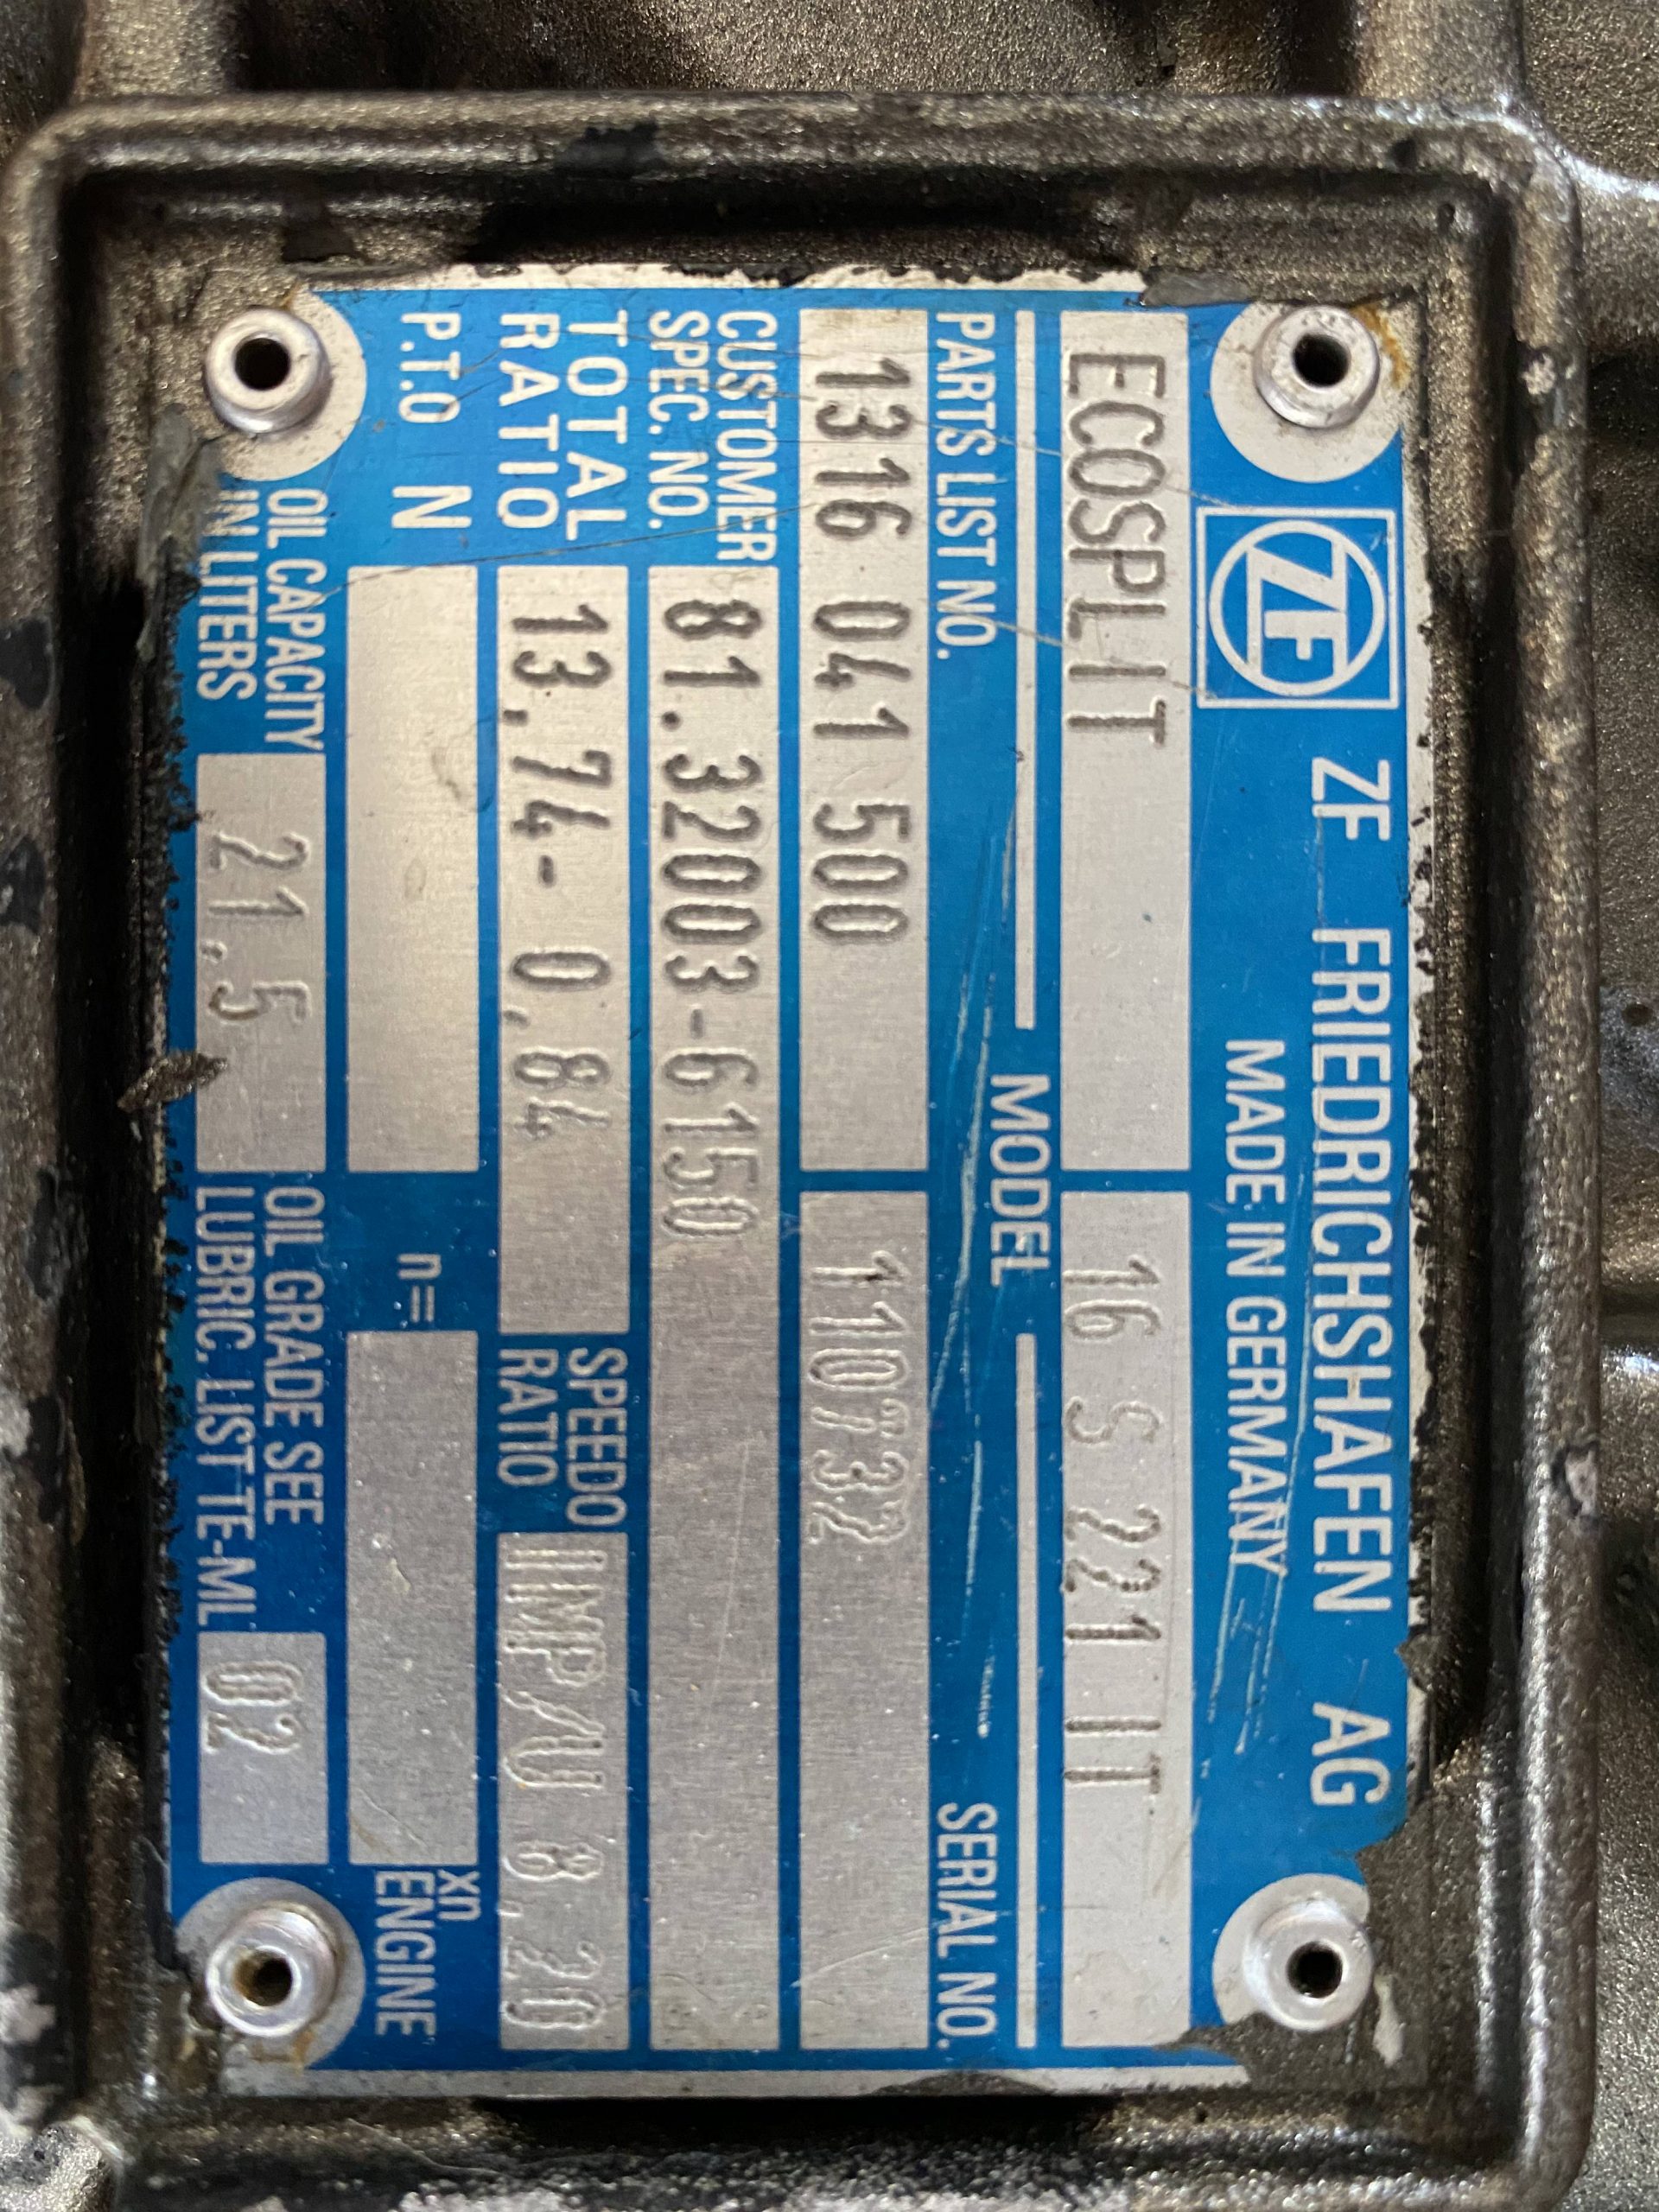 ZF ZF FRIEDRICHSHAFEN AG
MADE IN GERMANY
ECOSPLIT 16 S 221 IT
MODEL
PARTS LIST NO. SERIAL NO.
1316 041 500 110732
CUSTOMER SPEC. NO. 81.32003-6150
TOTAL RATIO 13,74- 0,84 SPEEDO RATIO IMP/U 8,20
P.T.O N n= xn ENGINE
OIL CAPACITY IN LITERS 21,5 OIL GRADE SEE LUBRIC. LIST TE-ML 02